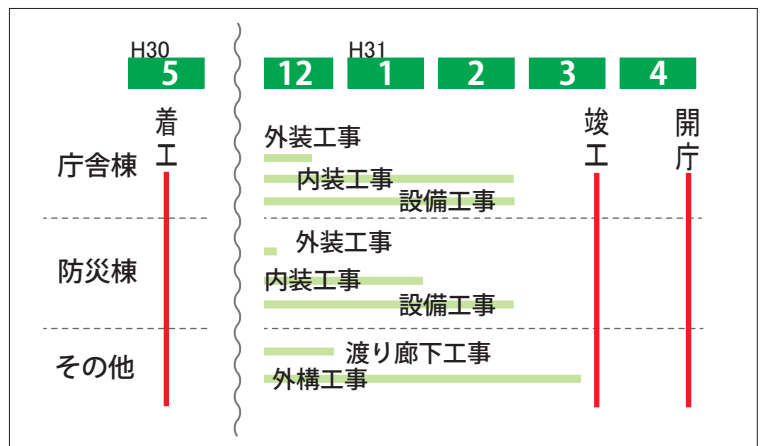 H30
H31
5
12
1
2
3
4
着工
竣工
開庁
庁舎棟
外装工事
内装工事
設備工事
防災棟
外装工事
内装工事
設備工事
その他
渡り廊下工事
外構工事